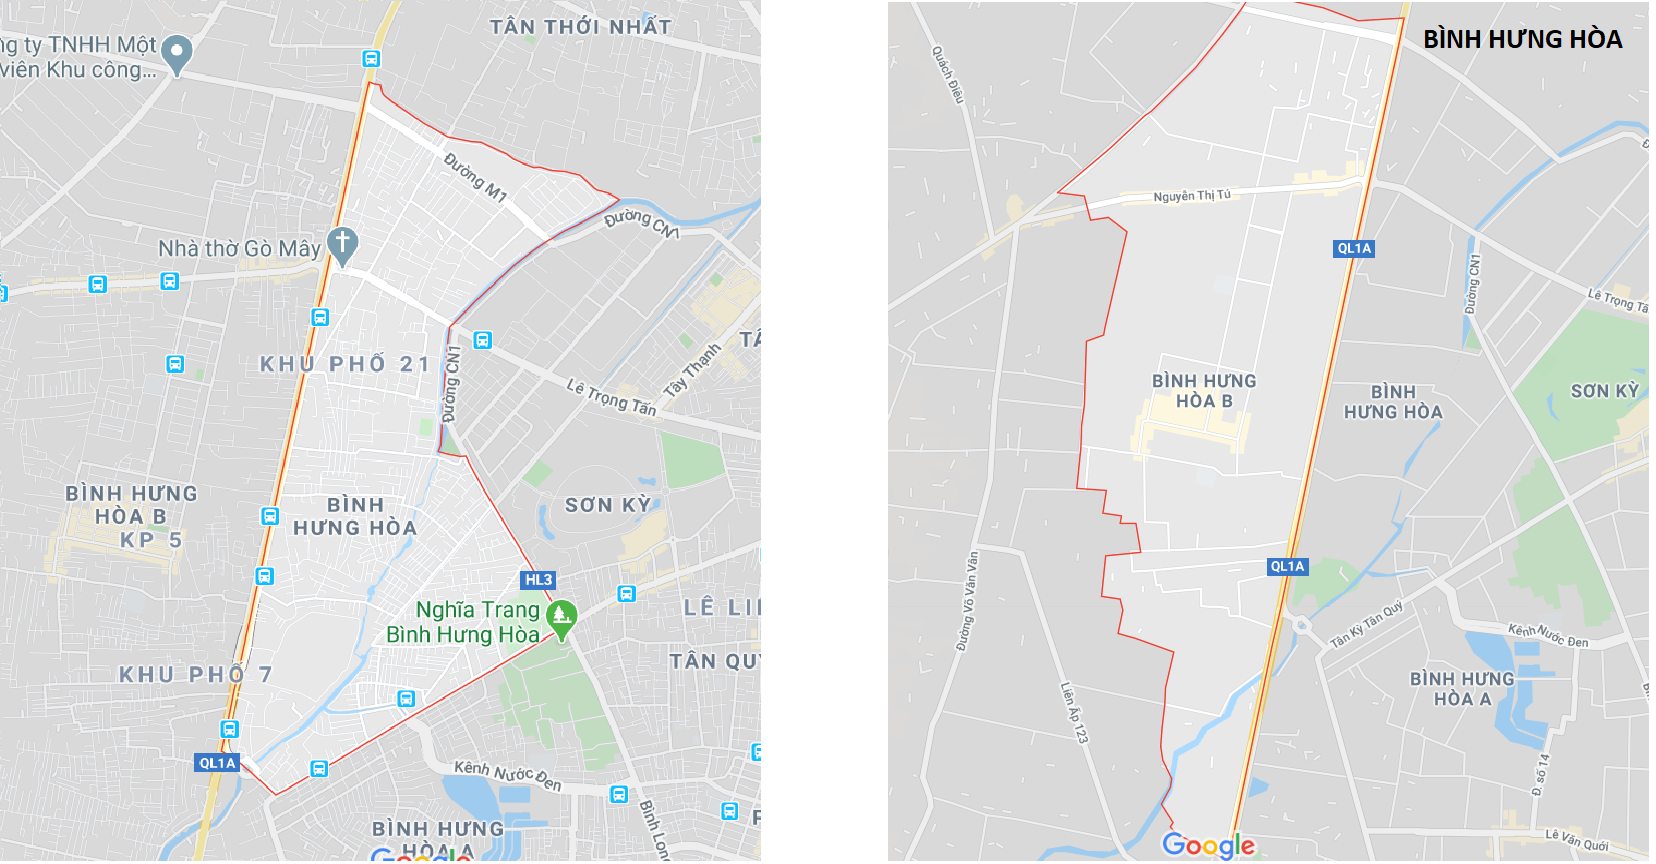 TÂN THỚI NHẤT
ng ty TNHH Một
viên Khu công...
Đường M1
Đường CN1
Nhà thờ Gò Mây
KHU PHỐ 21
Đường CN1
Tây Thạnh
Lê Trọng Tấn
BÌNH HƯNG
HÒA B
KP 5
BÌNH
HƯNG HÒA
SƠN KỲ
HL3
Nghĩa Trang
Bình Hưng Hòa
TÂN QUÝ
KHU PHỐ 7
QL1A
Kênh Nước Đen
BÌNH HƯNG
HÒA A
Bình Long
Google
BÌNH HƯNG HÒA
Quách Điêu
Nguyễn Thị Tú
QL1A
Đường CN1
Lê Trọng Tấ
BÌNH HƯNG
HÒA B
BÌNH
HƯNG HÒA
SƠN KỲ
Đường Võ Văn Vân
QL1A
Tân Kỳ Tân Quý
Kênh Nước Đen
BÌNH HƯNG
HÒA A
Liên Ấp 123
Đ. số 14
Lê Văn Quới
Google